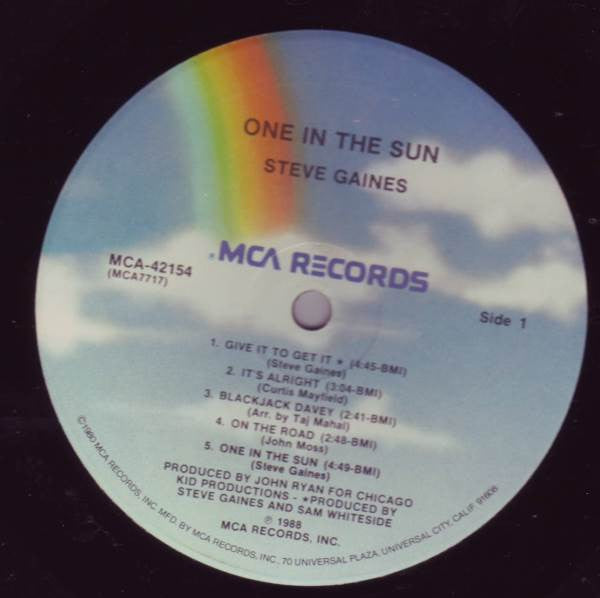 ONE IN THE SUN
STEVE GAINES
MCA RECORDS
MCA-42154
(MCA7717)
Side 1
1. GIVE IT TO GET IT * (4:45-BMI)
(Steve Gaines)
2. IT'S ALRIGHT (3:04-BMI)
(Curtis Mayfield)
3. BLACKJACK DAVEY (2:41-BMI)
(Arr. by Taj Mahal)
4. ON THE ROAD (2:48-BMI)
(John Moss)
5. ONE IN THE SUN (4:49-BMI)
(Steve Gaines)
PRODUCED BY JOHN RYAN FOR CHICAGO
KID PRODUCTIONS - *PRODUCED BY
STEVE GAINES AND SAM WHITESIDE
℗ 1988
MCA RECORDS, INC.
©1980 MCA RECORDS, INC. MFD. BY MCA RECORDS, INC., 70 UNIVERSAL PLAZA, UNIVERSAL CITY, CALIF. 91608